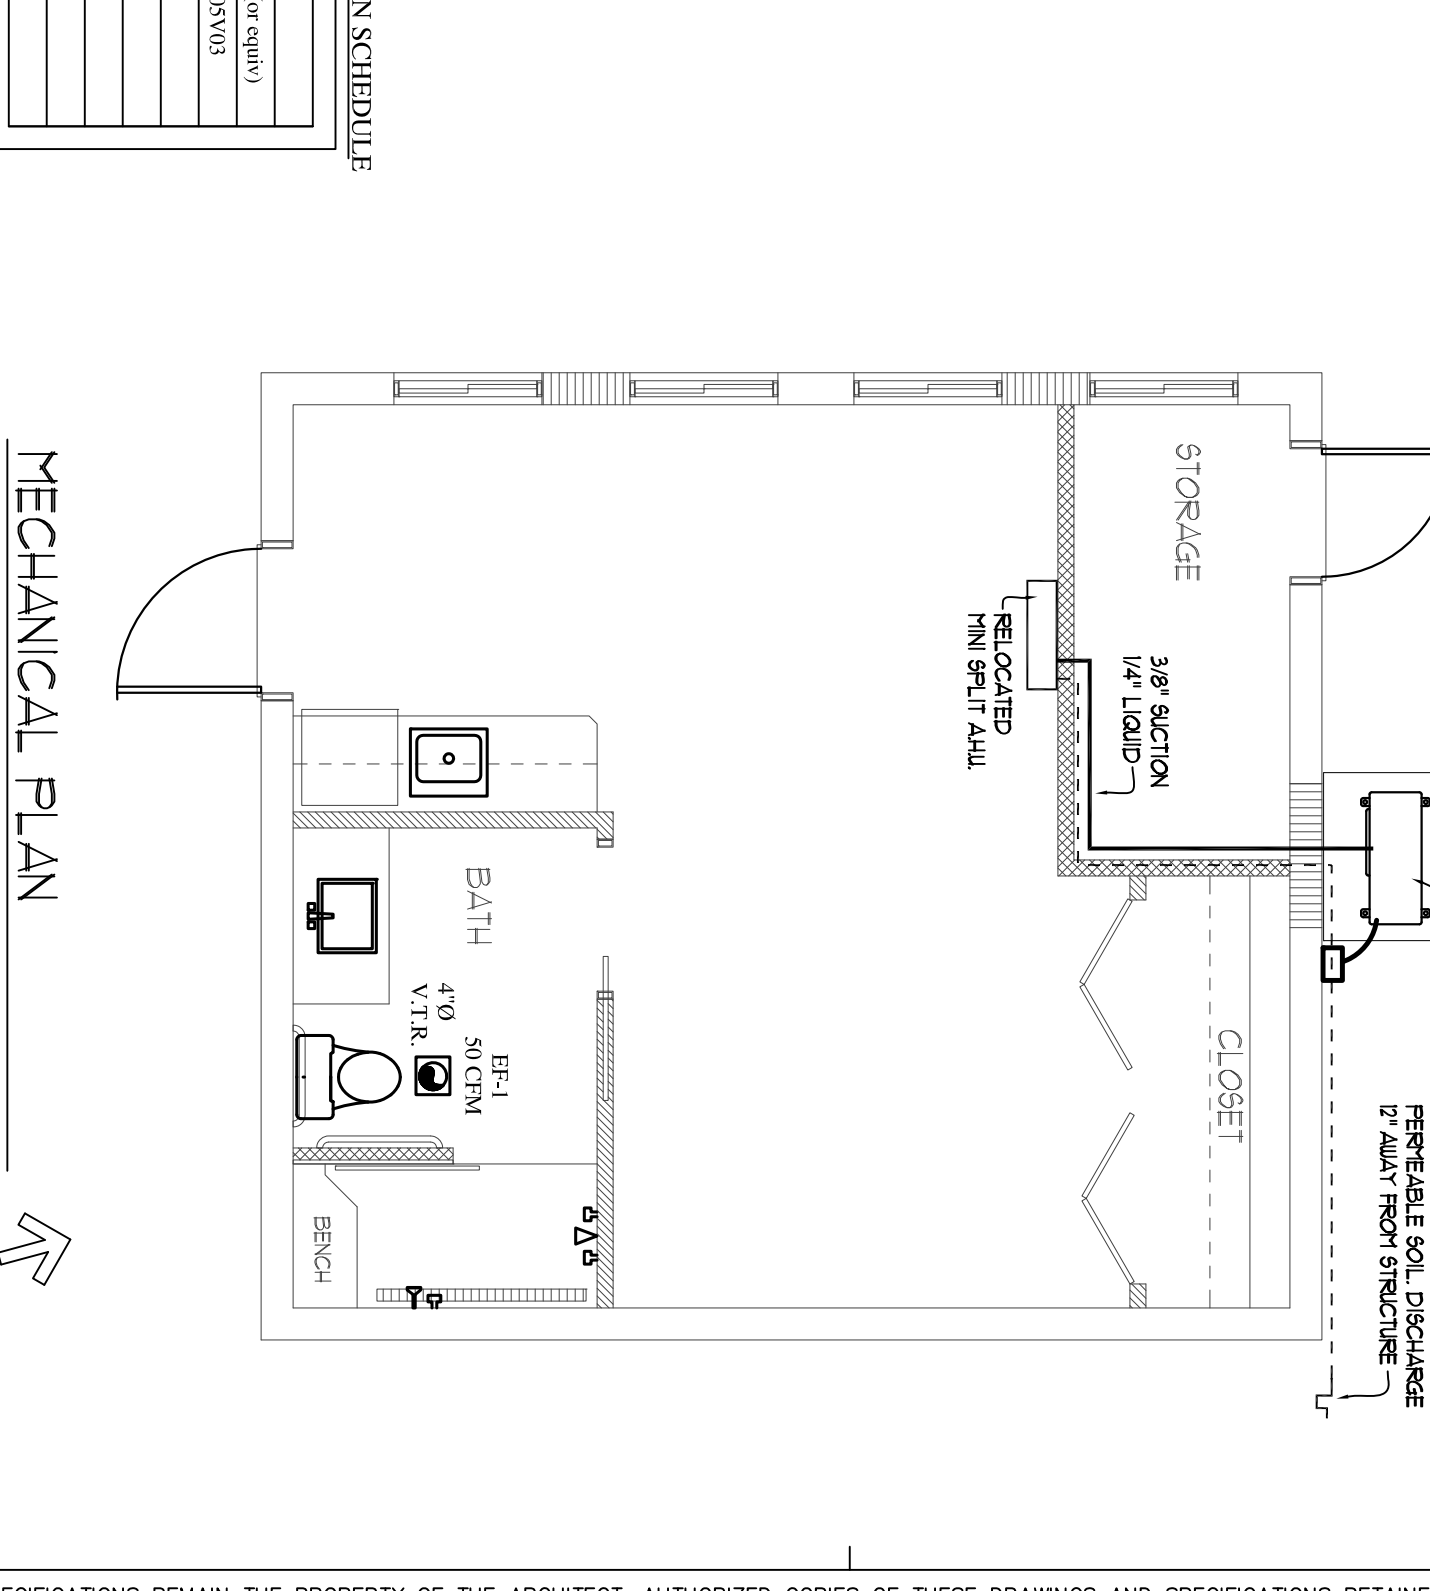 N SCHEDULE
(or equiv)
05V03
STORAGE
3/8" SUCTION
1/4" LIQUID
RELOCATED
MINI SPLIT A.H.U.
BATH
CLOSET
4"Ø
V.T.R.
EF-1
50 CFM
PERMEABLE SOIL. DISCHARGE
12" AWAY FROM STRUCTURE
BENCH
MECHANICAL PLAN
REMAIN THE PROPERTY OF THE ARCHITECT. AUTHORIZED COPIES OF THESE DRAWINGS AND SPECIFICATIONS